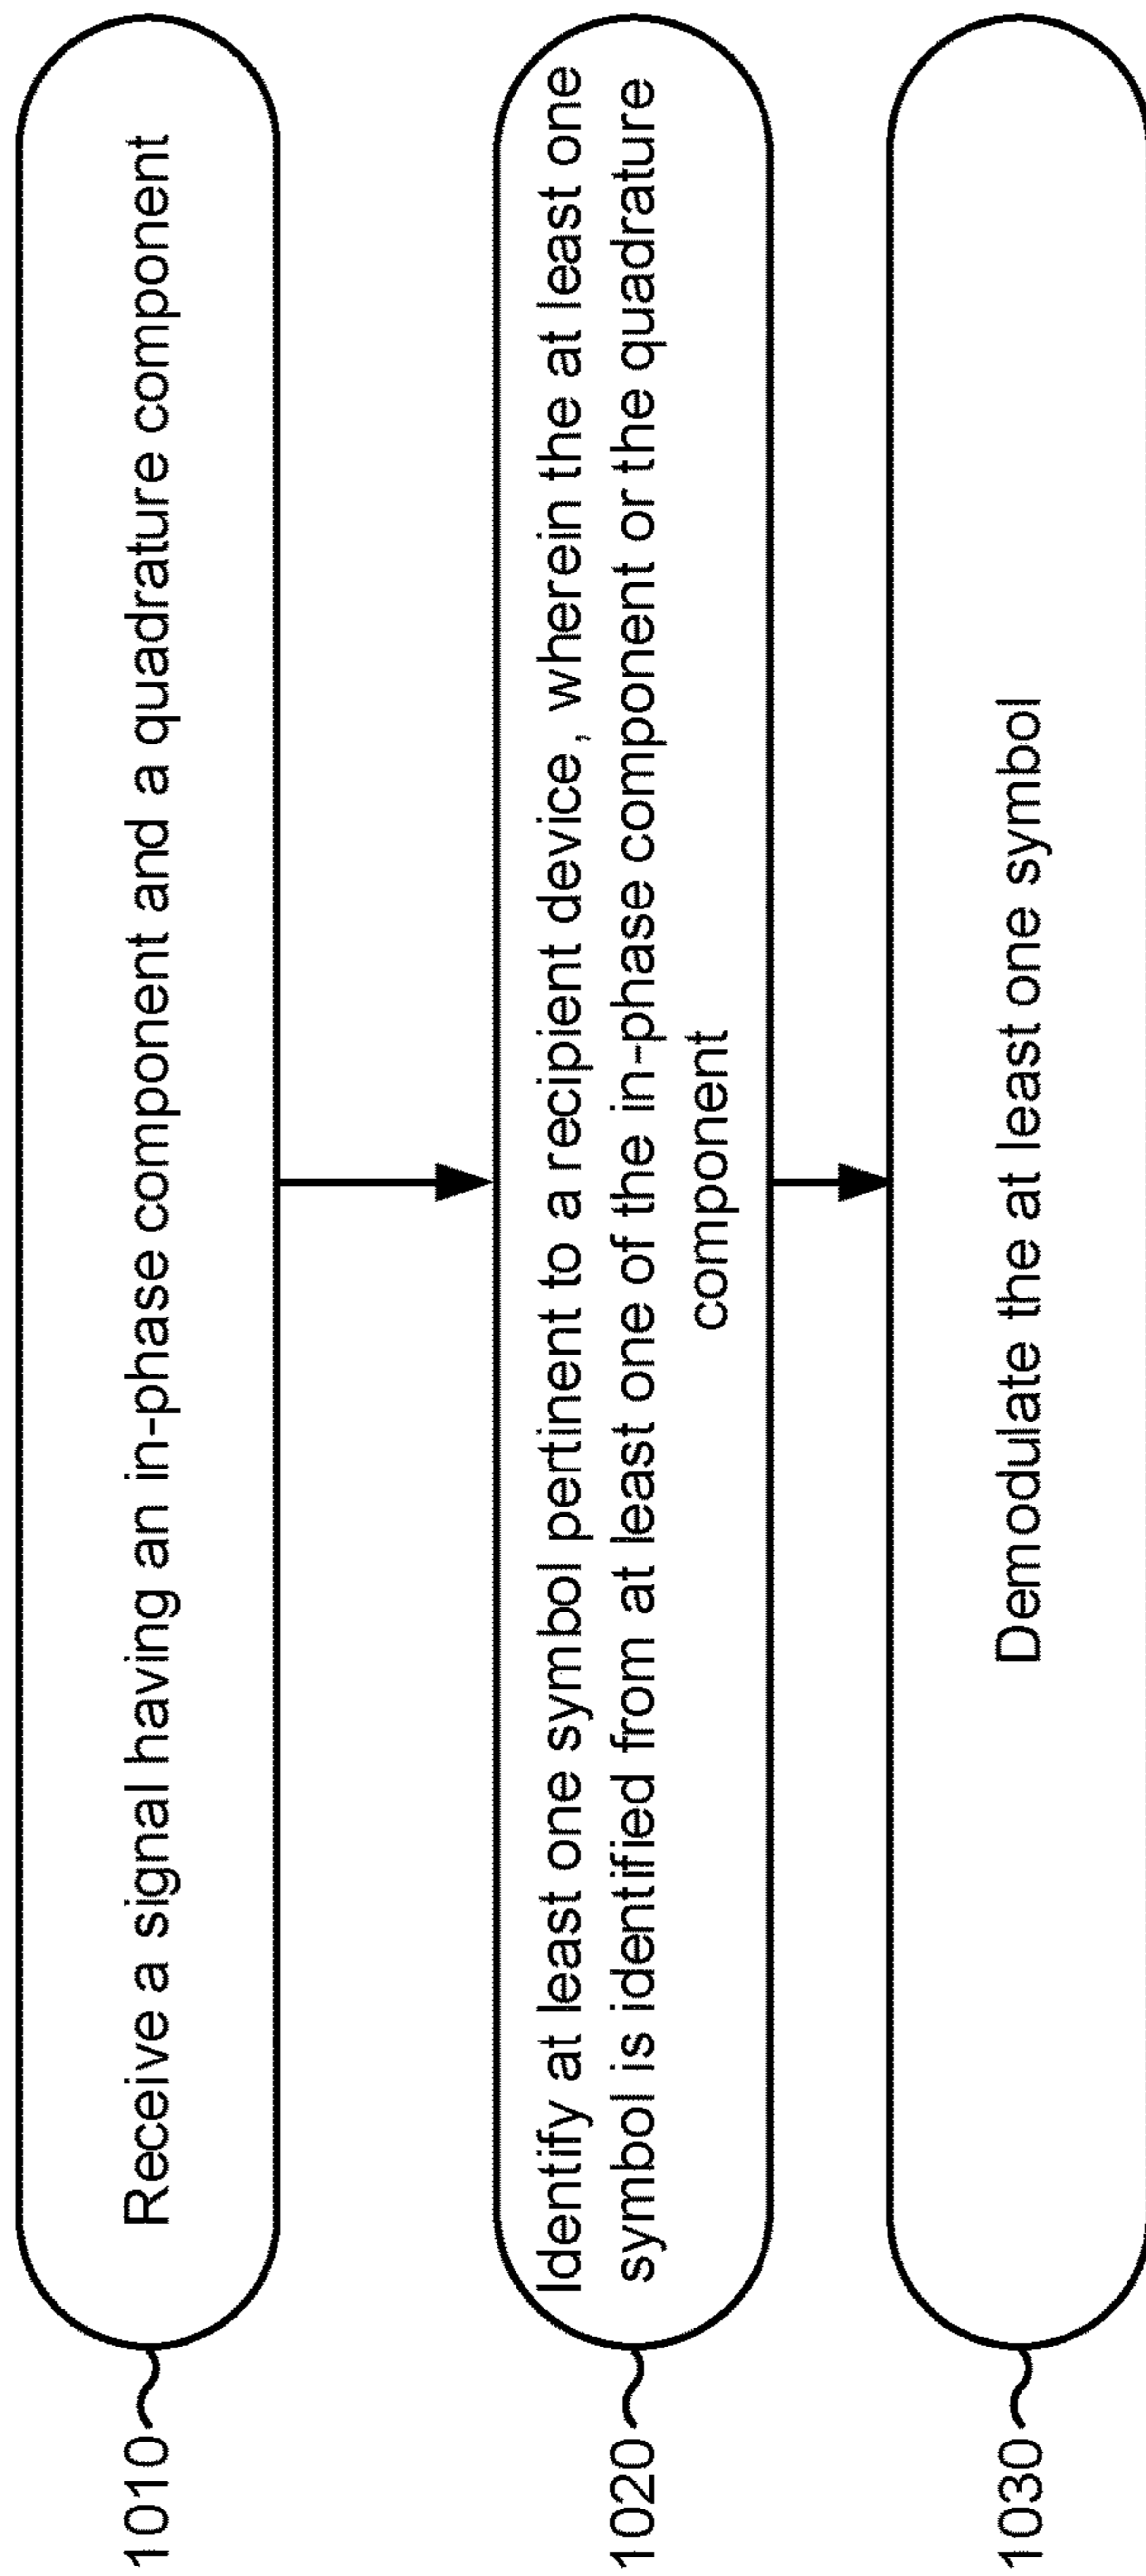 1010
Receive a signal having an in-phase component and a quadrature component
1020
Identify at least one symbol pertinent to a recipient device, wherein the at least one
symbol is identified from at least one of the in-phase component or the quadrature
component
1030
Demodulate the at least one symbol